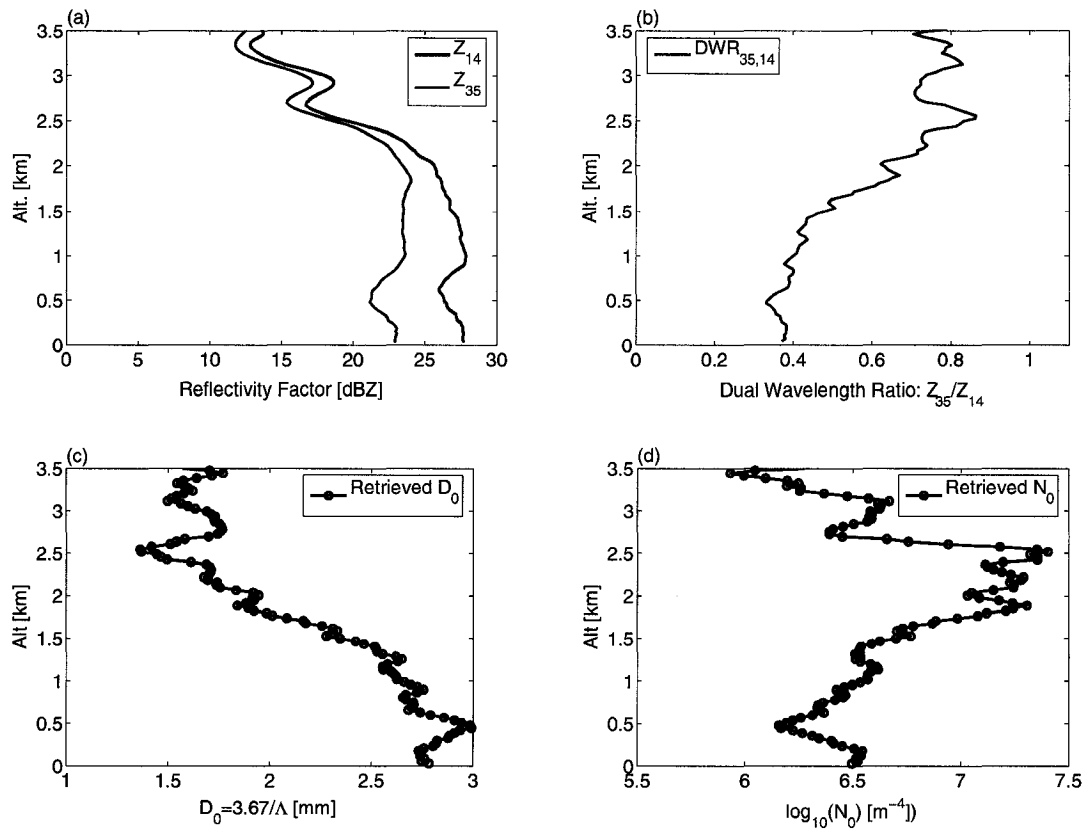 (a)
Z14
Z35
3.5
3
2.5
2
1.5
1
0.5
0
Alt. [km]
0 5 10 15 20 25 30
Reflectivity Factor [dBZ]
(b)
DWR35,14
3.5
3
2.5
2
1.5
1
0.5
0
Alt. [km]
0 0.2 0.4 0.6 0.8 1
Dual Wavelength Ratio: Z35/Z14
(c)
Retrieved D0
3.5
3
2.5
2
1.5
1
0.5
0
Alt [km]
1 1.5 2 2.5 3
D0=3.67/Λ [mm]
(d)
Retrieved N0
3.5
3
2.5
2
1.5
1
0.5
0
Alt [km]
5.5 6 6.5 7 7.5
log10(N0) [m−4])